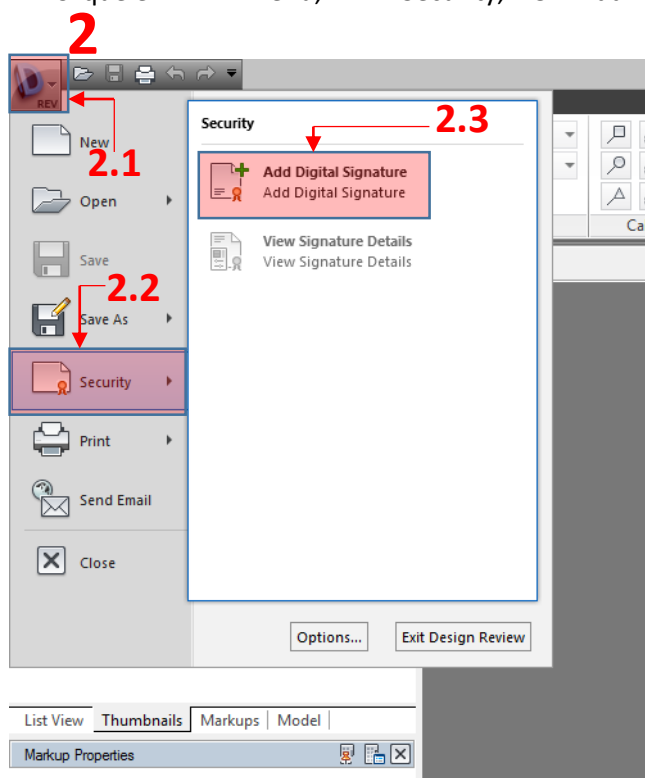 2
REV
2.1
2.2
2.3
New
Open
Save
Save As
Security
Print
Send Email
Close
Security
Add Digital Signature
Add Digital Signature
View Signature Details
View Signature Details
Options...
Exit Design Review
Ca
List View Thumbnails Markups Model
Markup Properties